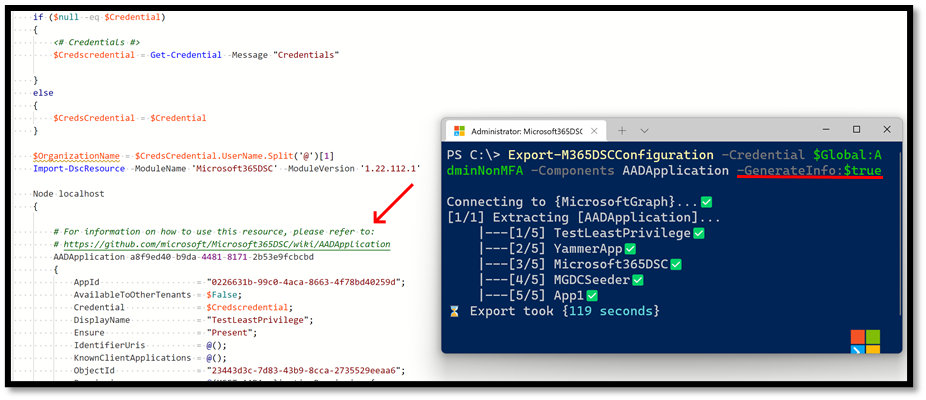 if ($null -eq $Credential)
{
<# Credentials #>
$Credscredential = Get-Credential -Message "Credentials"
}
else
{
$CredsCredential = $Credential
}
$OrganizationName = $CredsCredential.UserName.Split('@')[1]
Import-DscResource -ModuleName 'Microsoft365DSC' -ModuleVersion '1.22.112.1'
Node localhost
{
# For information on how to use this resource, please refer to:
# https://github.com/microsoft/Microsoft365DSC/wiki/AADApplication
AADApplication a8f9ed40-b9da-4481-8171-2b53e9fcbcbd
{
AppId = "0226631b-99c0-4aca-8663-4f78bd40259d";
AvailableToOtherTenants = $False;
Credential = $Credscredential;
DisplayName = "TestLeastPrivilege";
Ensure = "Present";
IdentifierUris = @();
KnownClientApplications = @();
ObjectId = "23443d3c-7d83-43b9-8cca-2735529eeaa6";
Administrator: Microsoft365DSC
PS C:\> Export-M365DSCConfiguration -Credential $Global:A
dminNonMFA -Components AADApplication -GenerateInfo:$true
Connecting to {MicrosoftGraph}...✅
[1/1] Extracting [AADApplication]...
|---[1/5] TestLeastPrivilege✅
|---[2/5] YammerApp✅
|---[3/5] Microsoft365DSC✅
|---[4/5] MGDCSeeder✅
|---[5/5] App1✅
⌛ Export took {119 seconds}